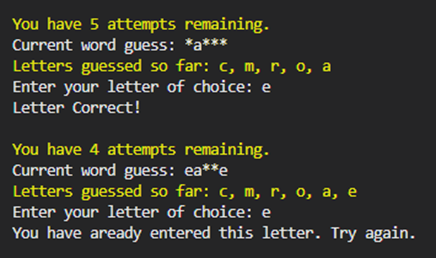 You have 5 attempts remaining.
Current word guess: *a***
Letters guessed so far: c, m, r, o, a
Enter your letter of choice: e
Letter Correct!
You have 4 attempts remaining.
Current word guess: ea**e
Letters guessed so far: c, m, r, o, a, e
Enter your letter of choice: e
You have aready entered this letter. Try again.